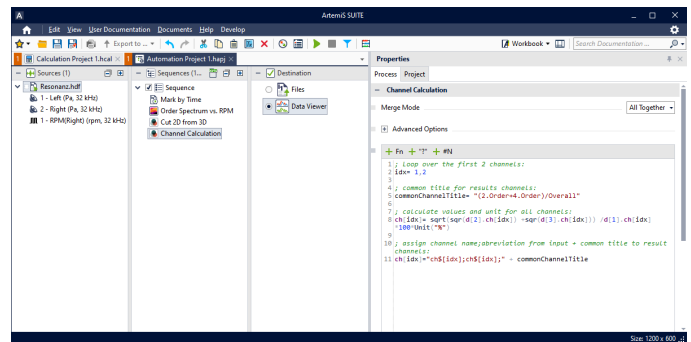 ArtemiS SUITE
Edit View User Documentation Documents Help Develop
Export to ...
Workbook
Search Documentation ...
1 Calculation Project 1.hcal
1 Automation Project 1.hapj
Sources (1)
Resonanz.hdf
1 - Left (Pa, 32 kHz)
2 - Right (Pa, 32 kHz)
1 - RPM(Right) (rpm, 32 kHz)
Sequences (1...
Sequence
Mark by Time
Order Spectrum vs. RPM
Cut 2D from 3D
Channel Calculation
Destination
Files
Data Viewer
Properties
Process Project
Channel Calculation
Merge Mode
All Together
Advanced Options
+ Fn + "?" + #N
1 ; Loop over the first 2 channels:
2 idx= 1,2
3
4 ; common title for results channels:
5 commonChannelTitle= "(2.Order+4.Order)/Overall"
6
7 ; calculate values and unit for all channels:
8 ch[idx]= sqrt(sqr(d[2].ch[idx]) +sqr(d[3].ch[idx])) /d[1].ch[idx]
*100*Unit("%")
9
10 ; assign channel name;abreviation from input + common title to result
channels:
11 ch[idx]="ch$[idx];ch$[idx];" + commonChannelTitle
Size: 1200 x 600